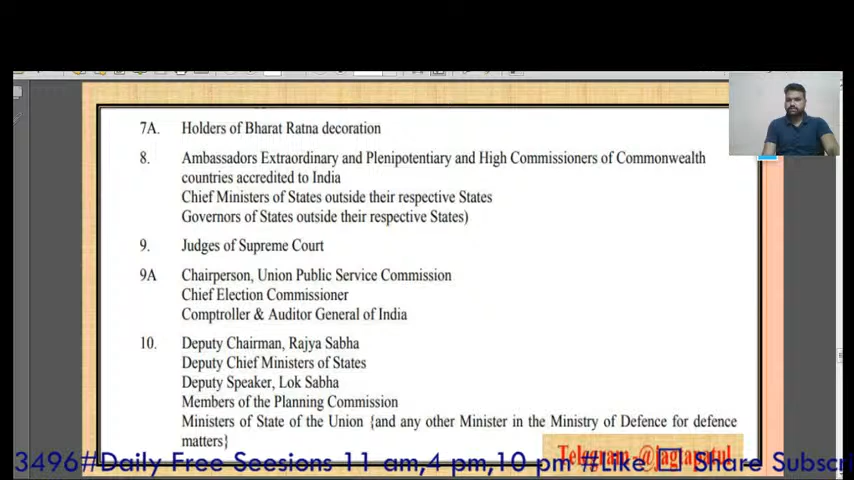 7A. Holders of Bharat Ratna decoration
8. Ambassadors Extraordinary and Plenipotentiary and High Commissioners of Commonwealth
countries accredited to India
Chief Ministers of States outside their respective States
Governors of States outside their respective States)
9. Judges of Supreme Court
9A Chairperson, Union Public Service Commission
Chief Election Commissioner
Comptroller & Auditor General of India
10. Deputy Chairman, Rajya Sabha
Deputy Chief Ministers of States
Deputy Speaker, Lok Sabha
Members of the Planning Commission
Ministers of State of the Union {and any other Minister in the Ministry of Defence for defence
matters}
3496#Daily Free Seesions 11 am,4 pm,10 pm #Like Share Subscri